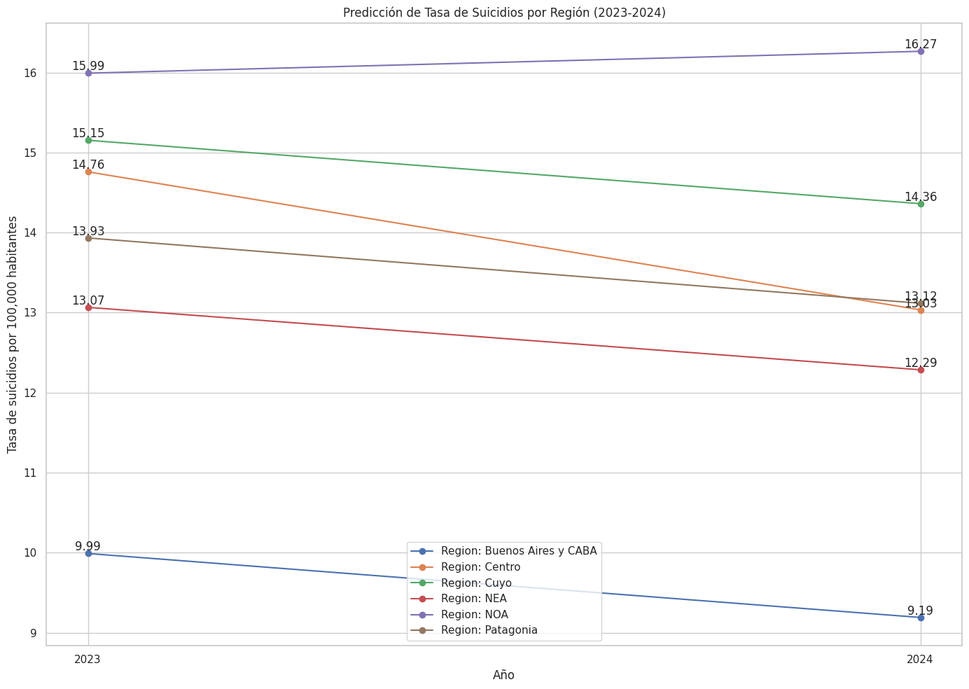 Predicción de Tasa de Suicidios por Región (2023-2024)
Tasa de suicidios por 100,000 habitantes
16
15
14
13
12
11
10
9
15.99
16.27
15.15
14.76
14.36
13.93
13.07
13.12
13.03
12.29
9.99
9.19
Region: Buenos Aires y CABA
Region: Centro
Region: Cuyo
Region: NEA
Region: NOA
Region: Patagonia
2023
2024
Año